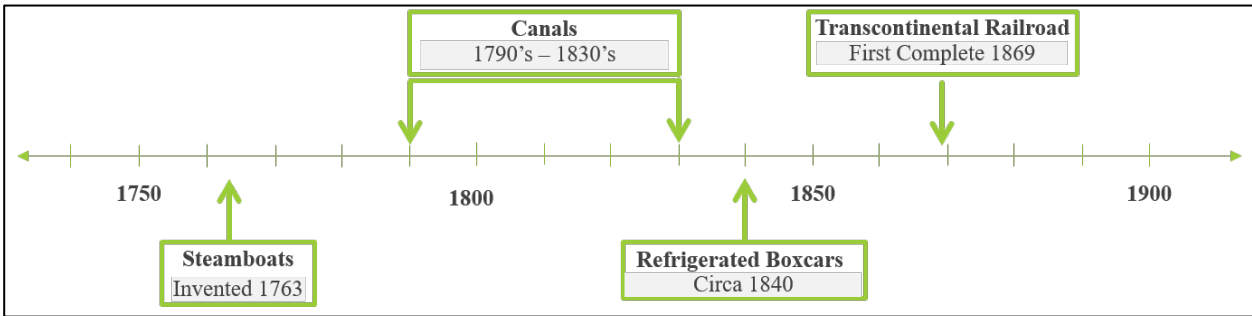 Canals
1790’s – 1830’s
Transcontinental Railroad
First Complete 1869
1750
1800
1850
1900
Steamboats
Invented 1763
Refrigerated Boxcars
Circa 1840